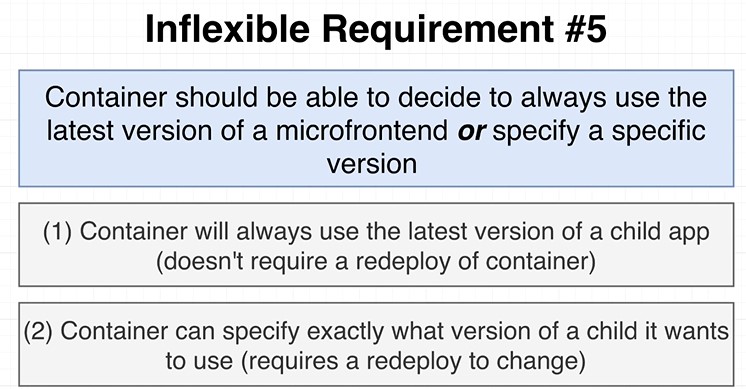 Inflexible Requirement #5
Container should be able to decide to always use the
latest version of a microfrontend or specify a specific
version
(1) Container will always use the latest version of a child app
(doesn't require a redeploy of container)
(2) Container can specify exactly what version of a child it wants
to use (requires a redeploy to change)